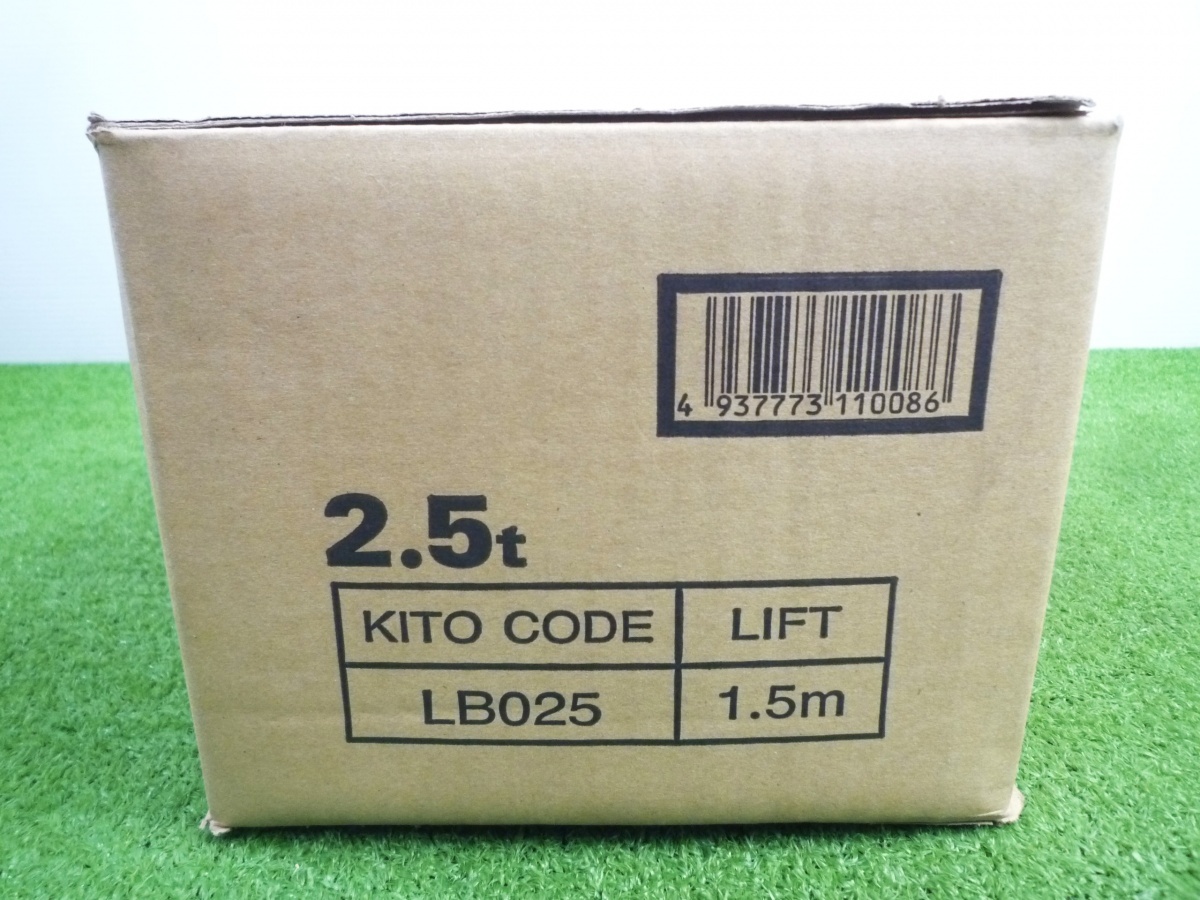 4 937773 110086
2.5t
KITO CODE LIFT
LB025 1.5m